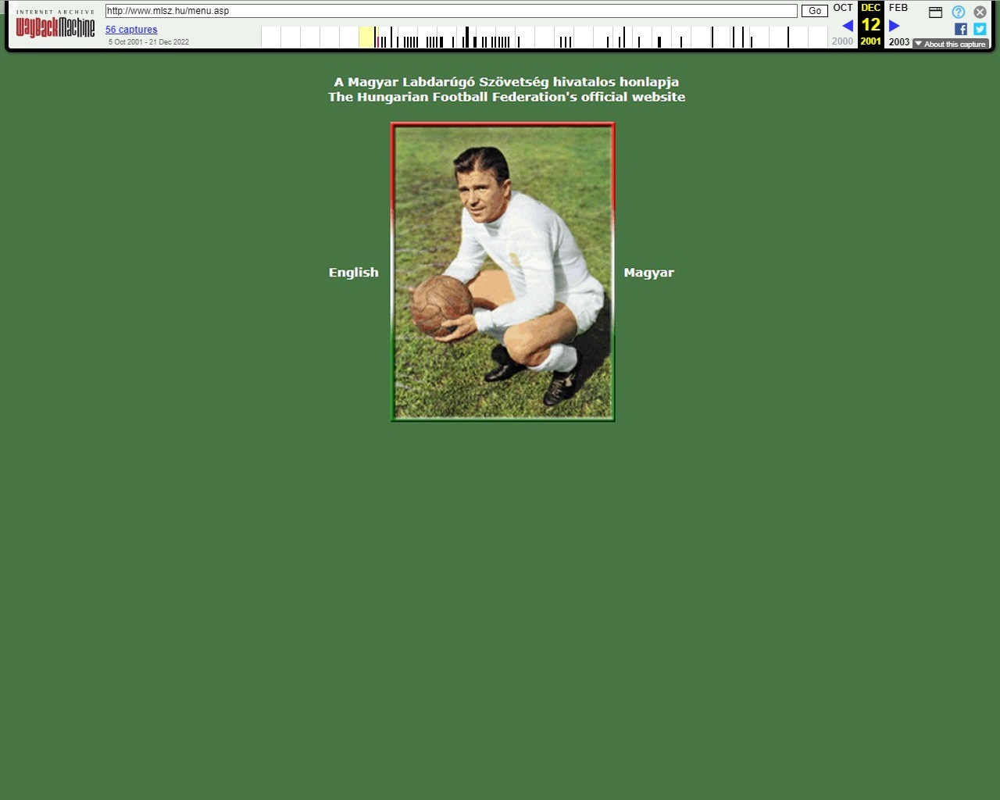 INTERNET ARCHIVE
WayBackMachine
http://www.mlsz.hu/menu.asp
Go
56 captures
5 Oct 2001 - 21 Dec 2022
OCT
DEC
FEB
12
2000
2001
2003
About this capture
A Magyar Labdarúgó Szövetség hivatalos honlapja
The Hungarian Football Federation's official website
English
Magyar